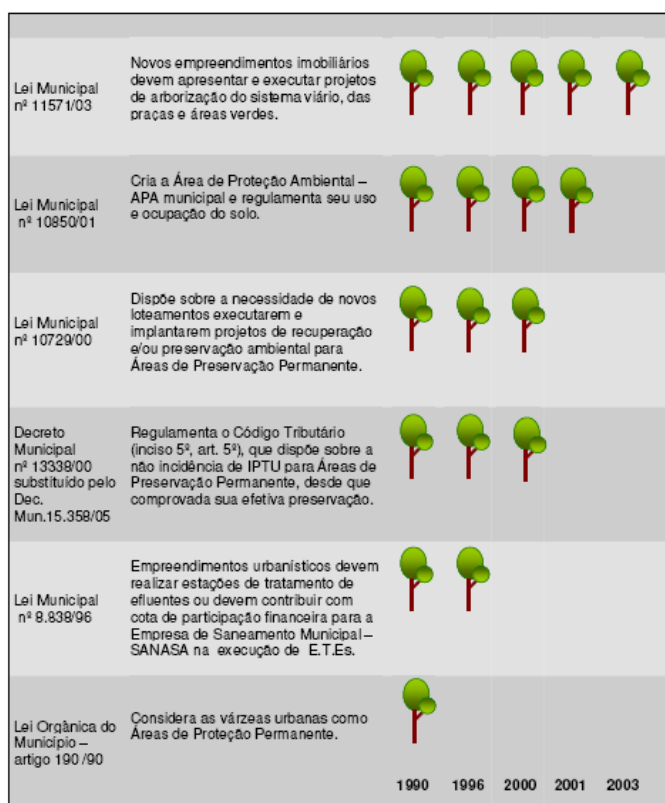 Lei Municipal
nº 11571/03
Novos empreendimentos imobiliários
devem apresentar e executar projetos
de arborização do sistema viário, das
praças e áreas verdes.
Lei Municipal
nº 10850/01
Cria a Área de Proteção Ambiental –
APA municipal e regulamenta seu uso
e ocupação do solo.
Lei Municipal
nº 10729/00
Dispõe sobre a necessidade de novos
loteamentos executarem e
implantarem projetos de recuperação
e/ou preservação ambiental para
Áreas de Preservação Permanente.
Decreto
Municipal
nº 13338/00
substituído pelo
Dec.
Mun.15.358/05
Regulamenta o Código Tributário
(inciso 5º, art. 5º), que dispõe sobre a
não incidência de IPTU para Áreas de
Preservação Permanente, desde que
comprovada sua efetiva preservação.
Lei Municipal
nº 8.838/96
Empreendimentos urbanísticos devem
realizar estações de tratamento de
efluentes ou devem contribuir com
cota de participação financeira para a
Empresa de Saneamento Municipal –
SANASA na execução de E.T.Es.
Lei Orgânica do
Município –
artigo 190 /90
Considera as várzeas urbanas como
Áreas de Proteção Permanente.
1990 1996 2000 2001 2003